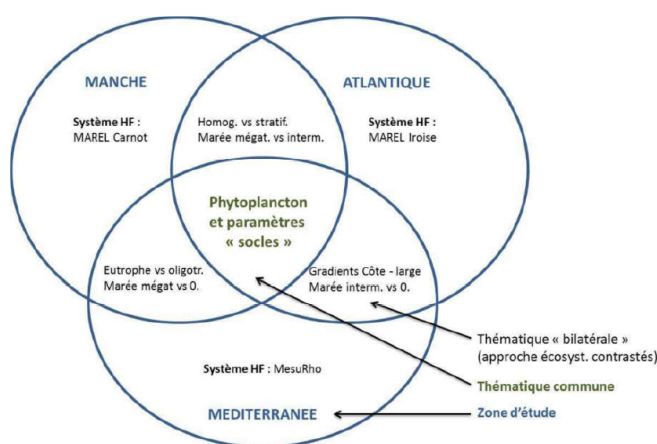 MANCHE
ATLANTIQUE
Système HF :
MAREL Carnot
Homog. vs stratif.
Marée mégat. vs interm.
Système HF :
MAREL Iroise
Phytoplancton
et paramètres
« socles »
Eutrophe vs oligotr.
Marée mégat vs 0.
Gradients Côte - large
Marée interm. vs 0.
Thématique « bilatérale »
(approche écosyst. contrastés)
Système HF : MesuRho
Thématique commune
MEDITERRANEE
Zone d'étude